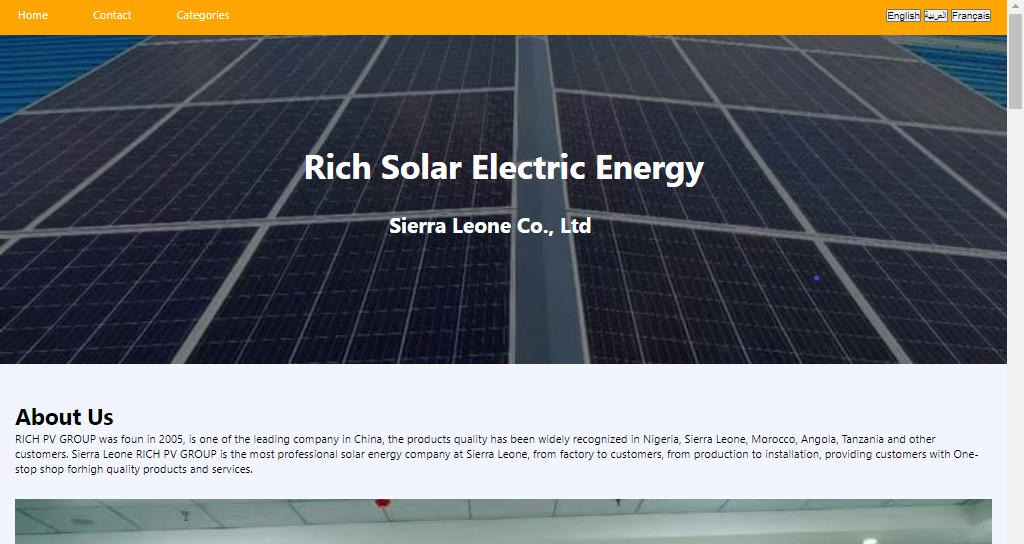 Home Contact Categories English العربية Français
Rich Solar Electric Energy
Sierra Leone Co., Ltd
About Us
RICH PV GROUP was foun in 2005, is one of the leading company in China, the products quality has been widely recognized in Nigeria, Sierra Leone, Morocco, Angola, Tanzania and other
customers. Sierra Leone RICH PV GROUP is the most professional solar energy company at Sierra Leone, from factory to customers, from production to installation, providing customers with One-
stop shop forhigh quality products and services.